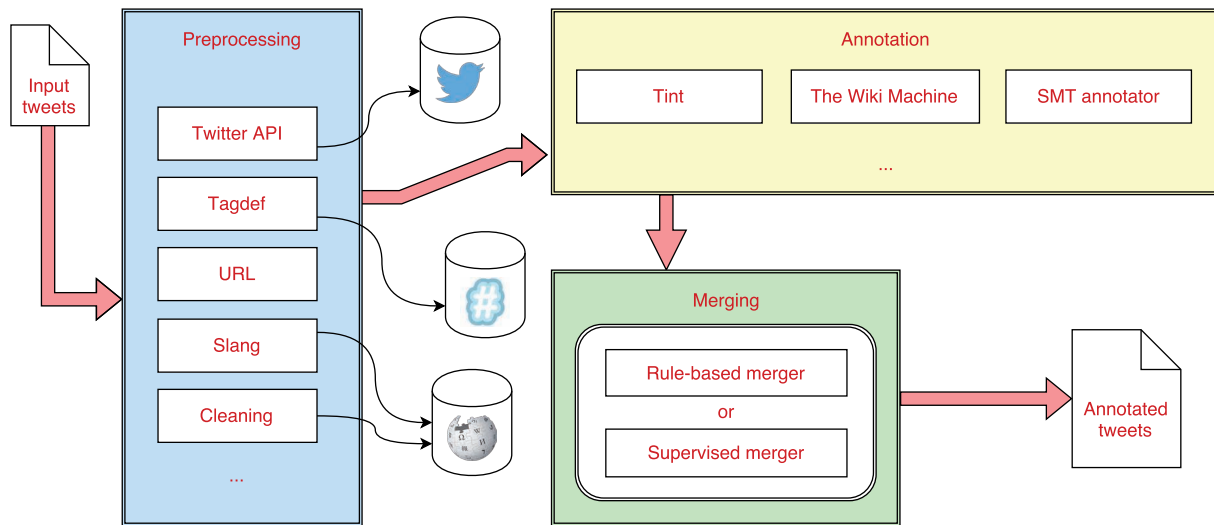 Input
tweets
Preprocessing
Twitter API
Tagdef
URL
Slang
Cleaning
...
#
Annotation
Tint
The Wiki Machine
SMT annotator
...
Merging
Rule-based merger
or
Supervised merger
Annotated
tweets